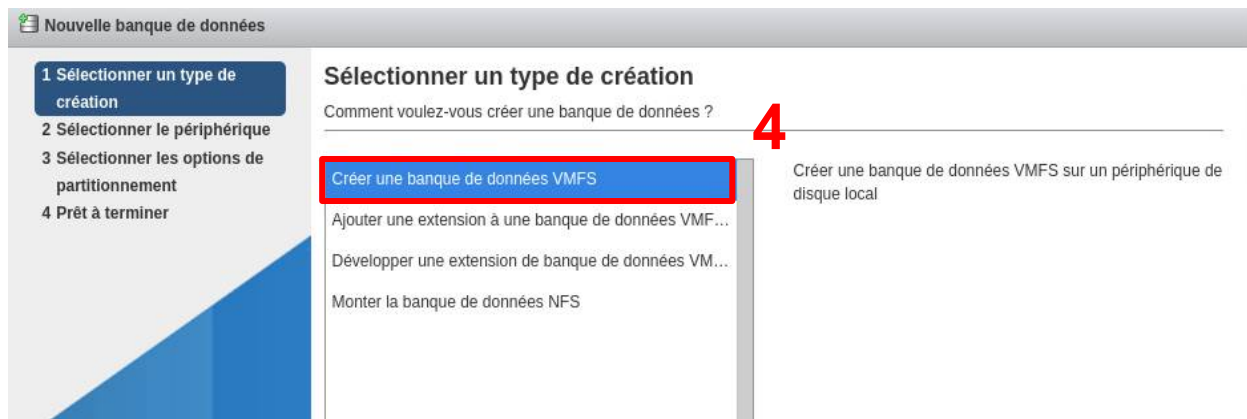 Nouvelle banque de données
1 Sélectionner un type de
création
2 Sélectionner le périphérique
3 Sélectionner les options de
partitionnement
4 Prêt à terminer
Sélectionner un type de création
Comment voulez-vous créer une banque de données ?
4
Créer une banque de données VMFS
Ajouter une extension à une banque de données VMF...
Développer une extension de banque de données VM...
Monter la banque de données NFS
Créer une banque de données VMFS sur un périphérique de
disque local